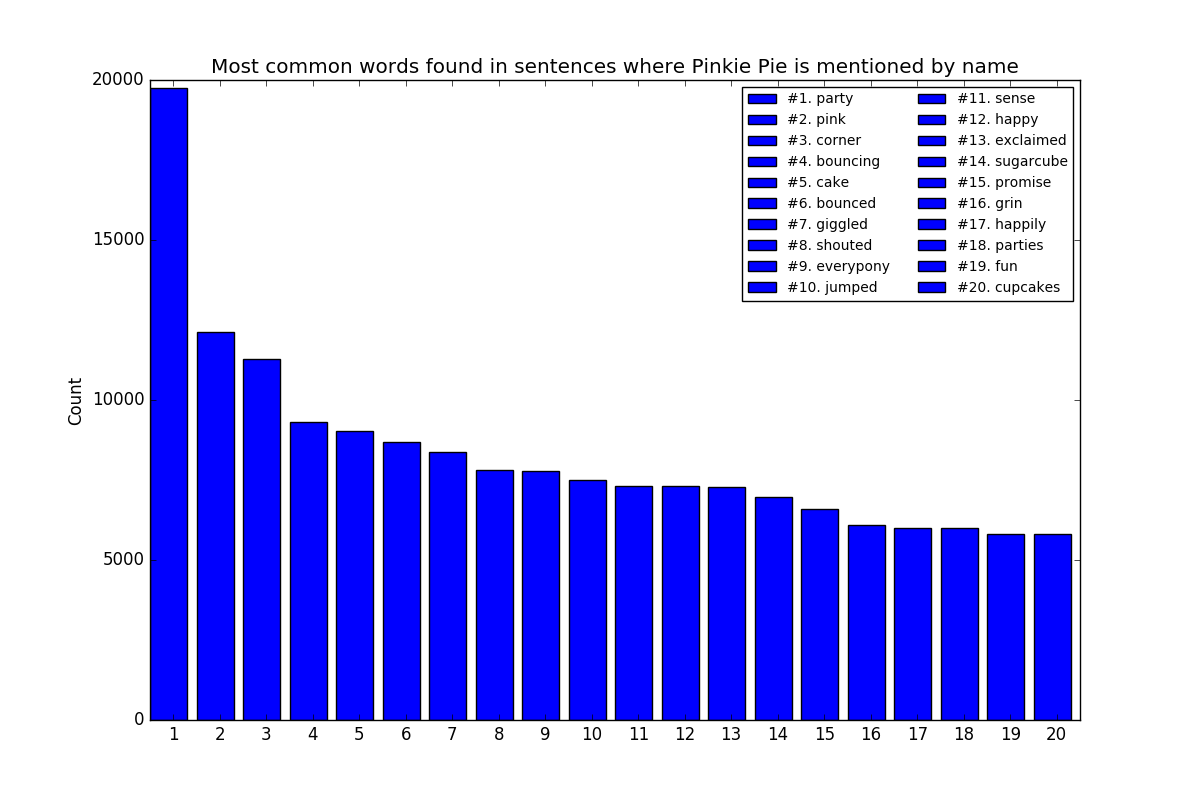 Most common words found in sentences where Pinkie Pie is mentioned by name
20000
15000
10000
5000
0
Count
#1. party
#2. pink
#3. corner
#4. bouncing
#5. cake
#6. bounced
#7. giggled
#8. shouted
#9. everypony
#10. jumped
#11. sense
#12. happy
#13. exclaimed
#14. sugarcube
#15. promise
#16. grin
#17. happily
#18. parties
#19. fun
#20. cupcakes
1 2 3 4 5 6 7 8 9 10 11 12 13 14 15 16 17 18 19 20